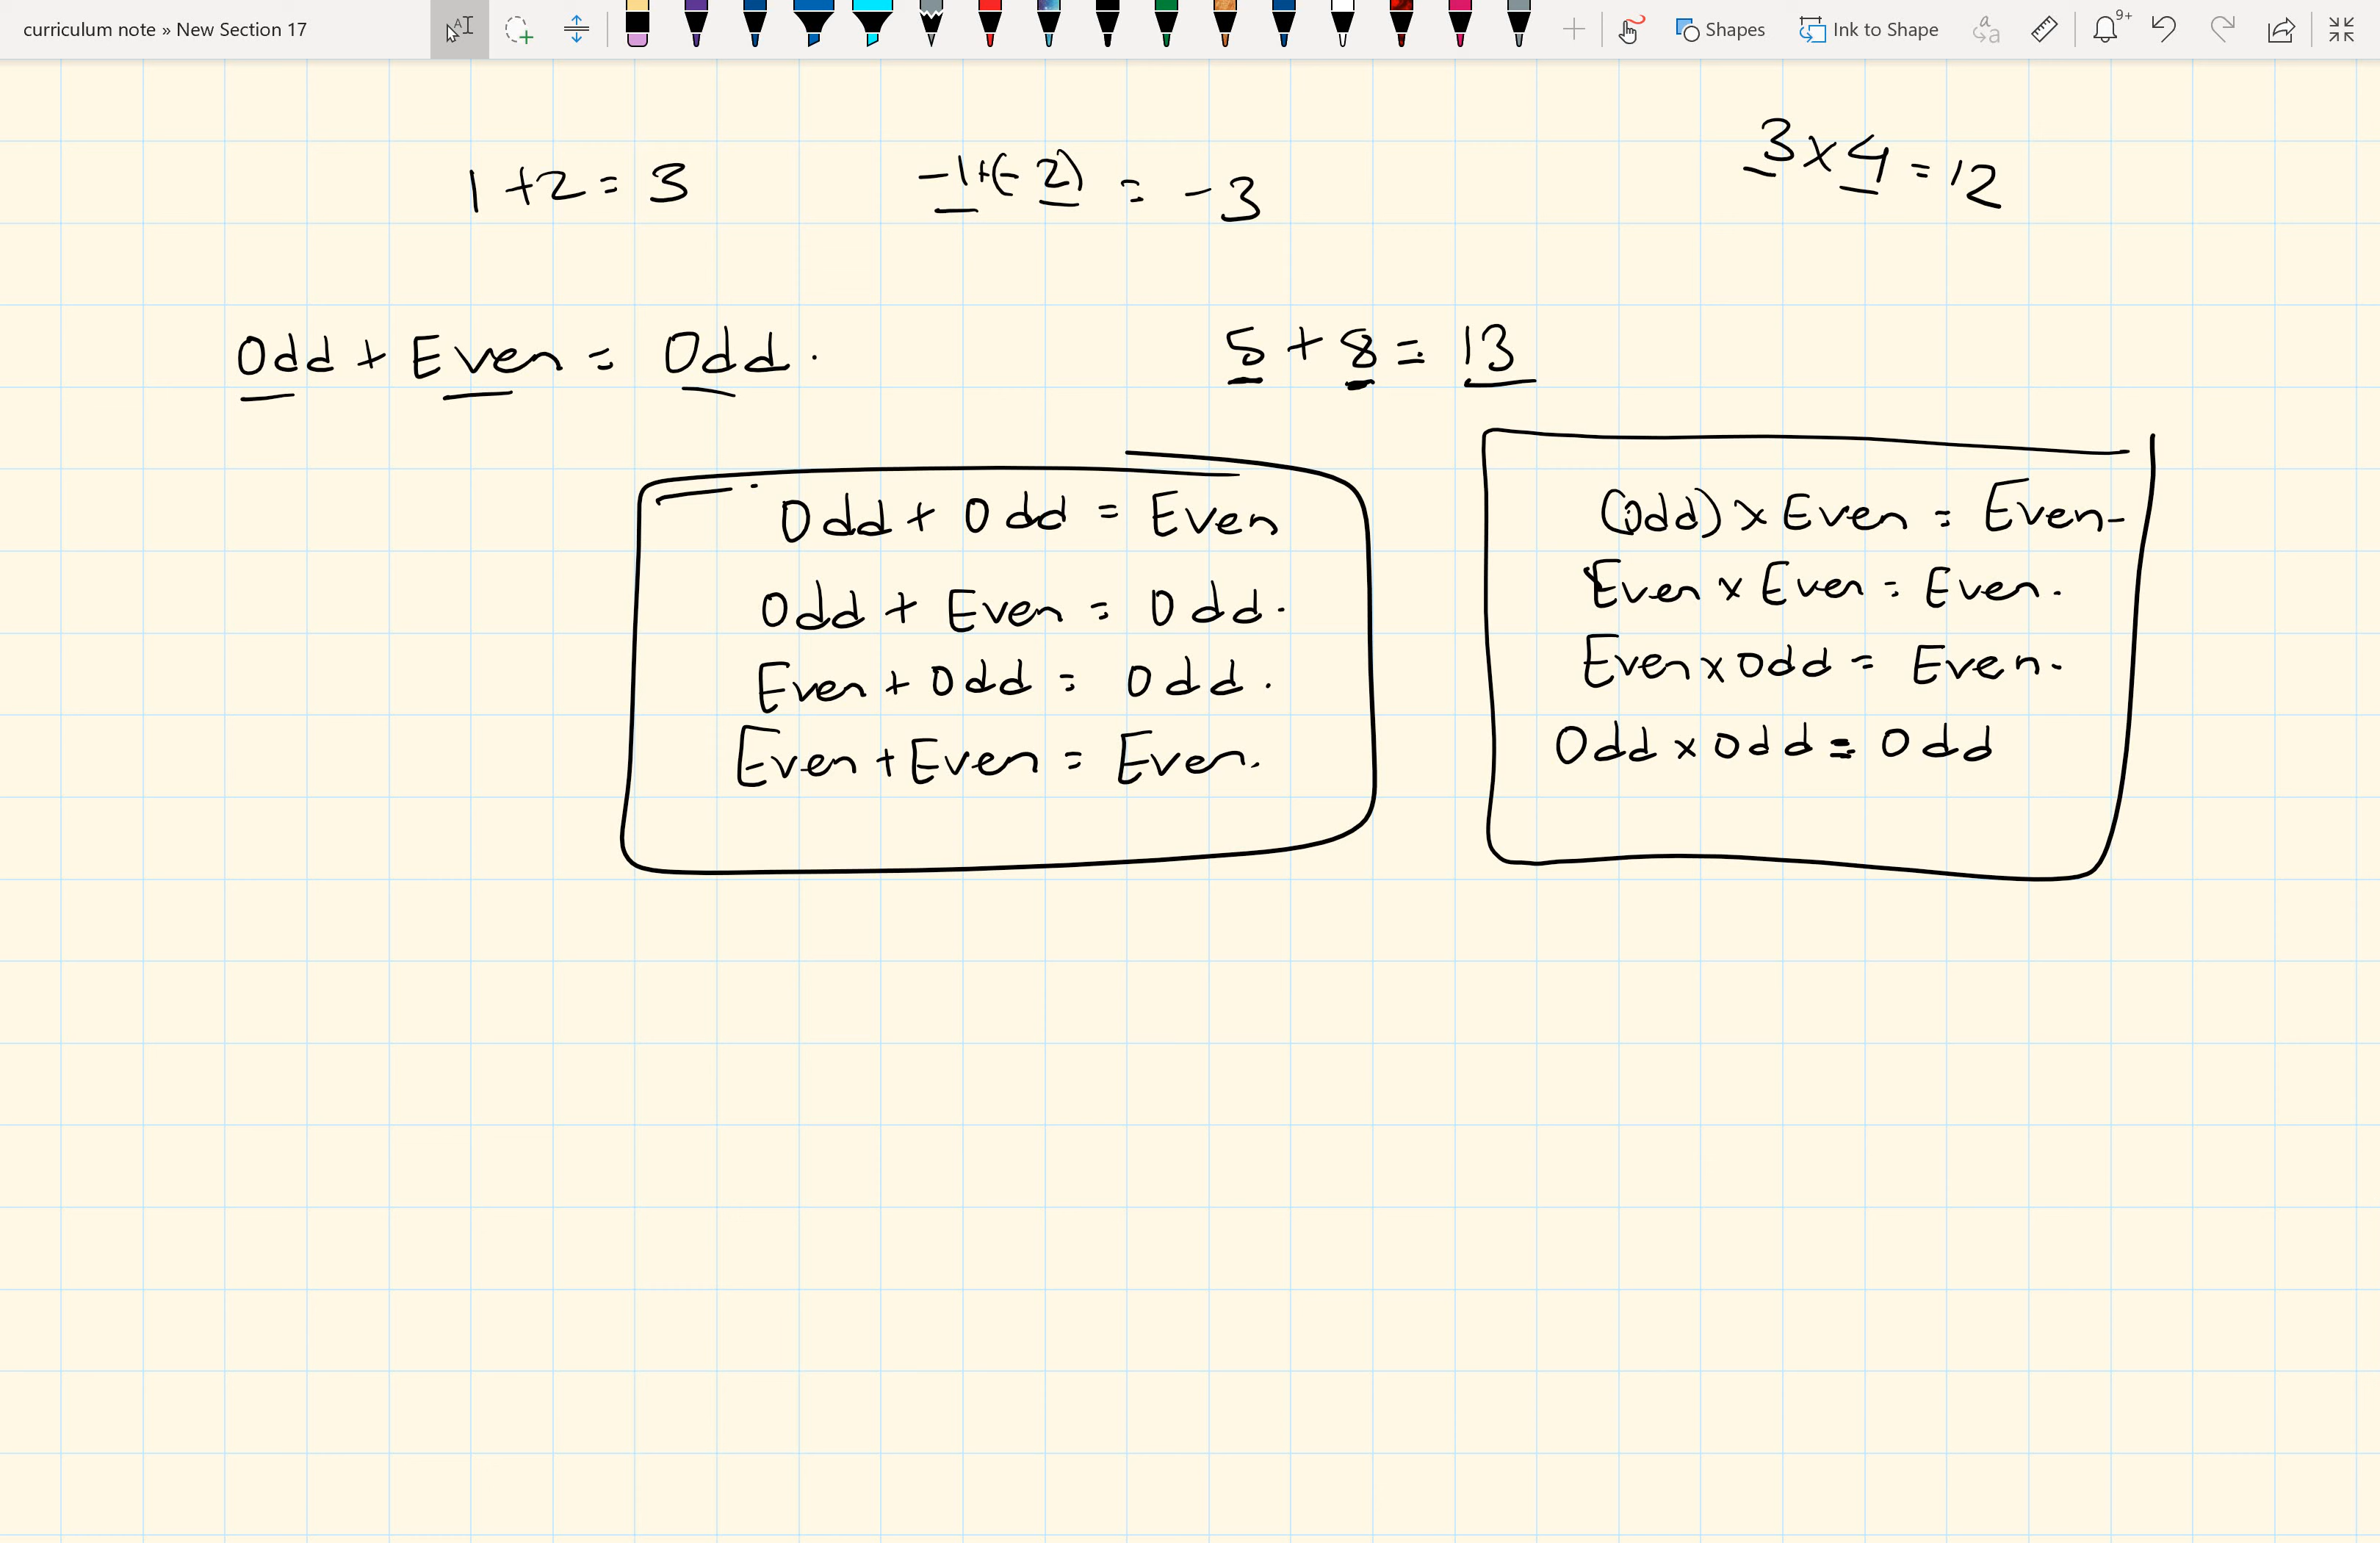 curriculum note » New Section 17
Shapes
Ink to Shape
9+
1+2=3
-1+(-2) = -3
3×4=12
Odd + Even = Odd.
5+8=13
Odd + Odd = Even
Odd + Even = Odd.
Even + Odd = Odd.
Even + Even = Even.
(Odd) × Even = Even-
Even × Even = Even.
Even × Odd = Even.
Odd × Odd = Odd